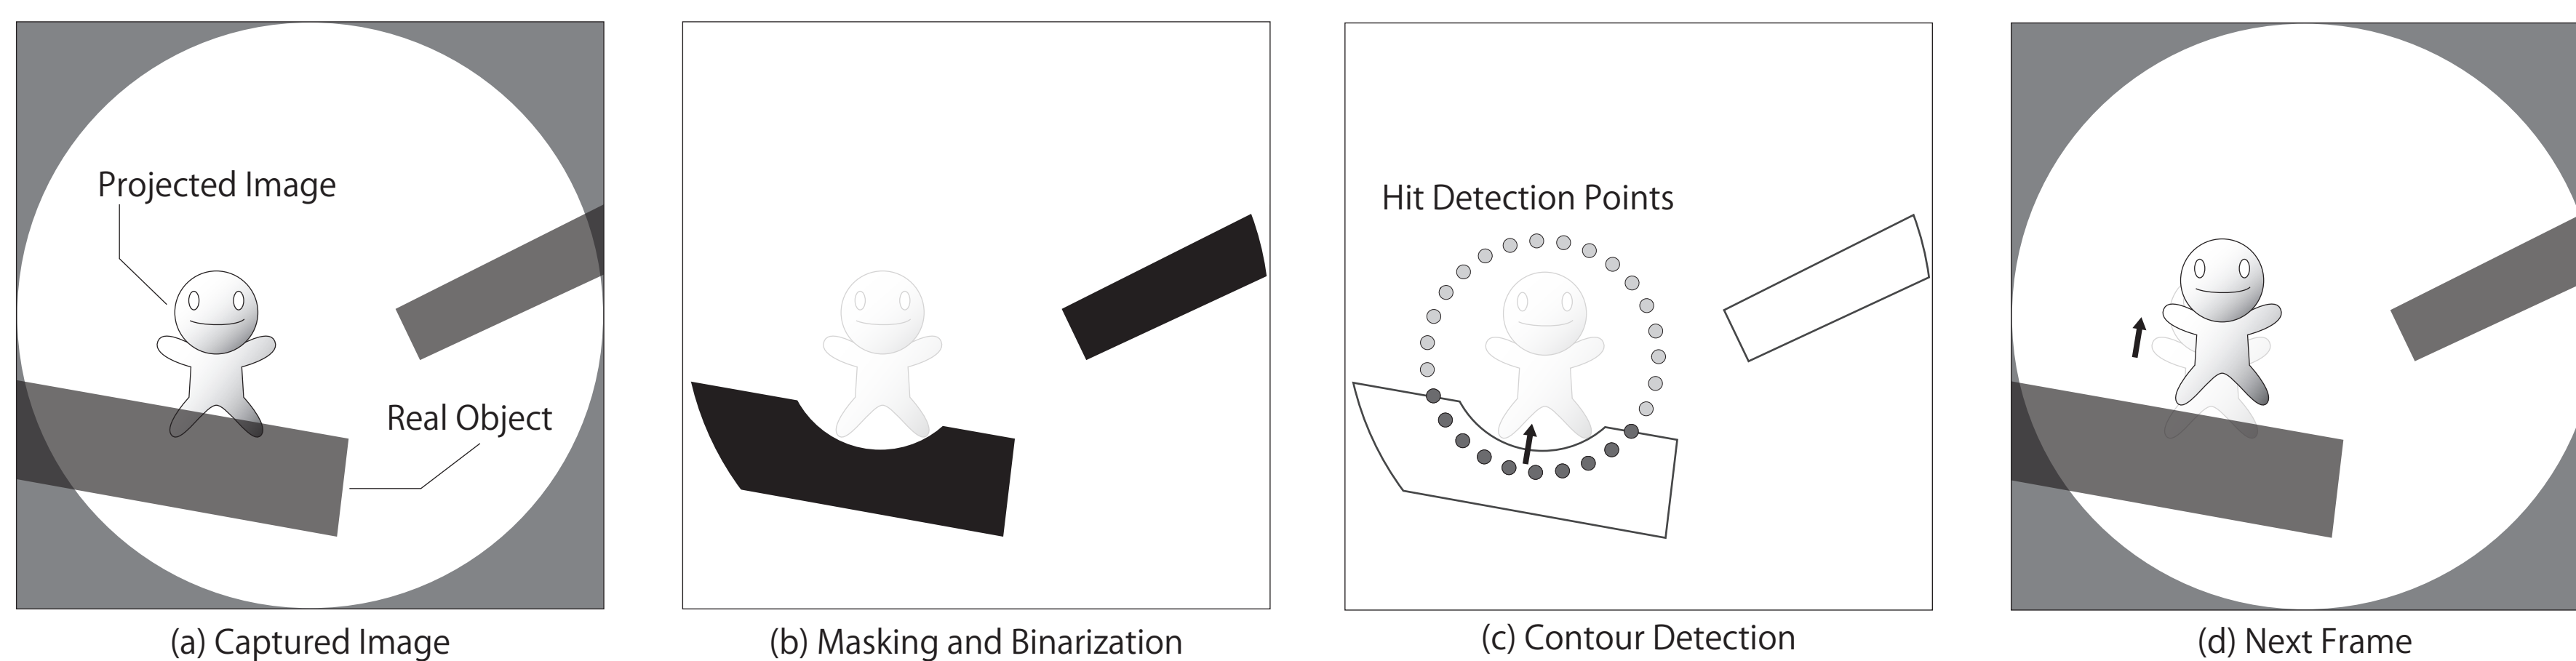 Projected Image
Real Object
(a) Captured Image
(b) Masking and Binarization
Hit Detection Points
(c) Contour Detection
(d) Next Frame